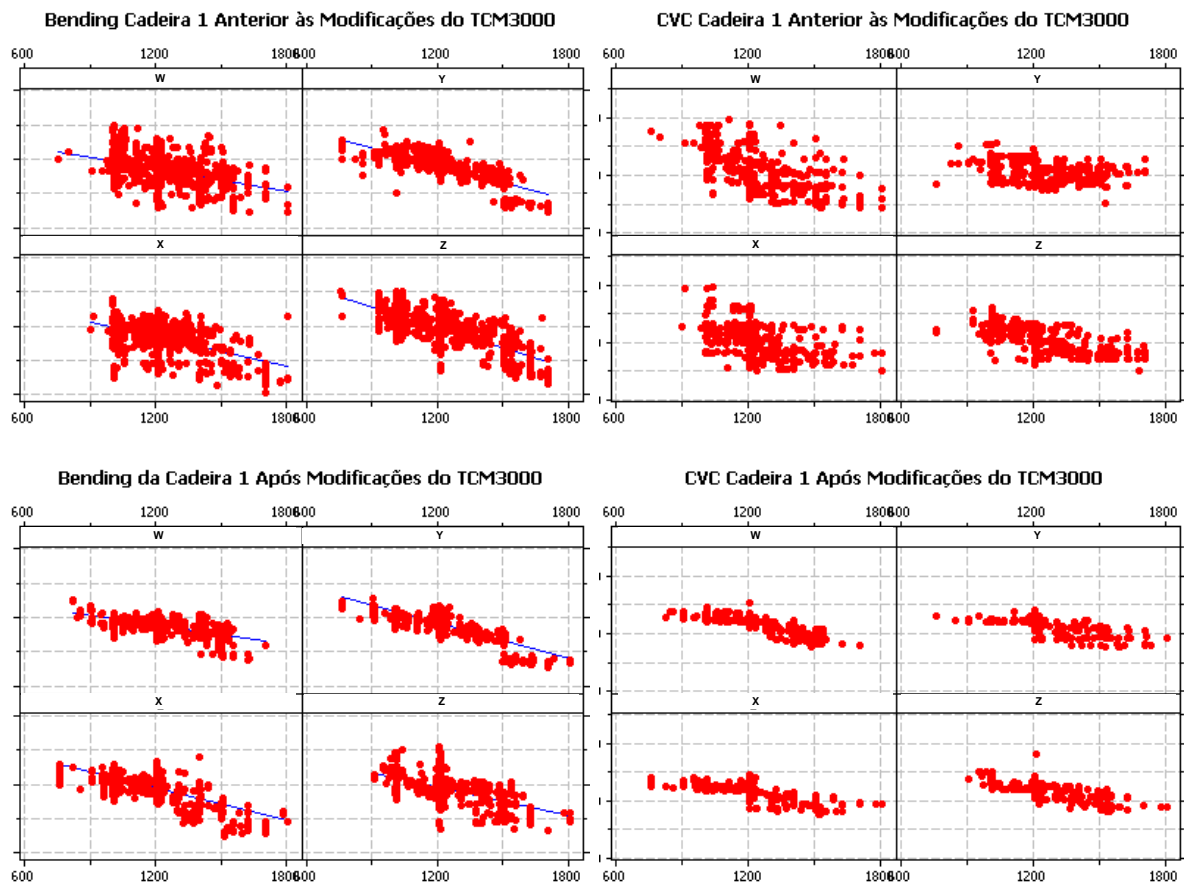 Bending Cadeira 1 Anterior às Modificações do TCM3000
CVC Cadeira 1 Anterior às Modificações do TCM3000
600 1200 1800 600 1200 1800
600 1200 1800 600 1200 1800
W Y
W Y
X Z
X Z
600 1200 1800 600 1200 1800
600 1200 1800 600 1200 1800
Bending da Cadeira 1 Após Modificações do TCM3000
CVC Cadeira 1 Após Modificações do TCM3000
600 1200 1800 600 1200 1800
600 1200 1800 600 1200 1800
W Y
W Y
X Z
X Z
600 1200 1800 600 1200 1800
600 1200 1800 600 1200 1800